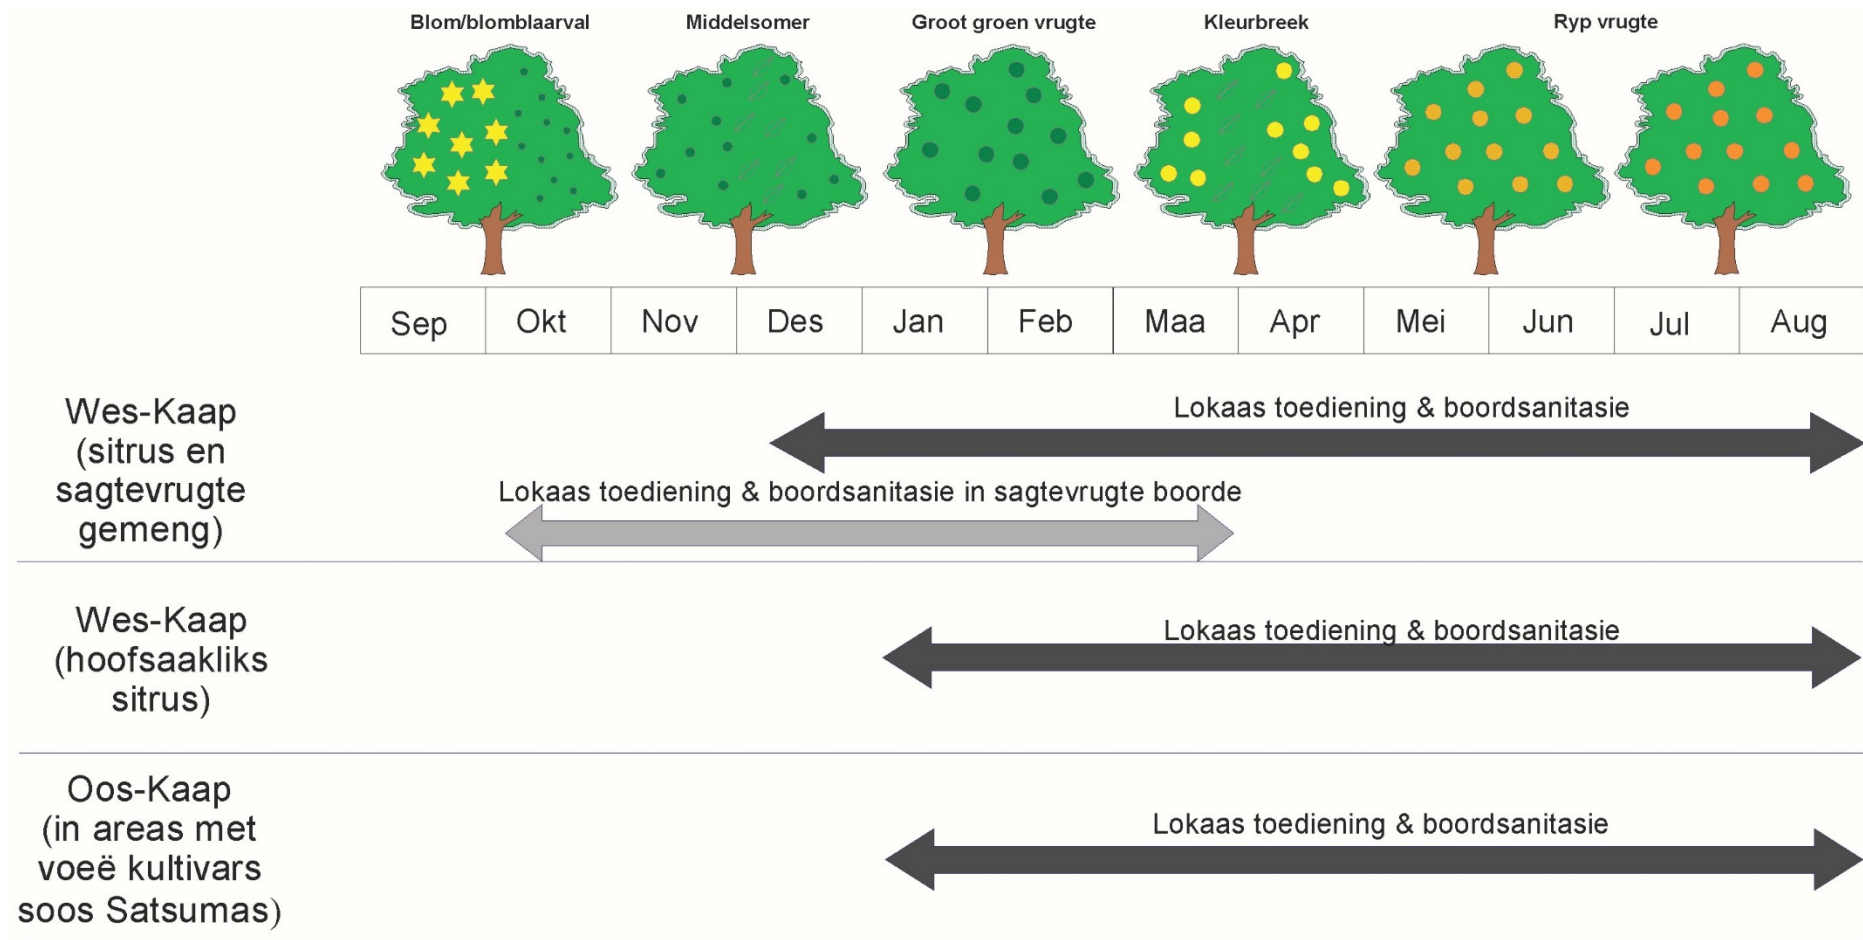 Blom/blomblaarval
Middelsomer
Groot groen vrugte
Kleurbreek
Ryp vrugte
Sep
Okt
Nov
Des
Jan
Feb
Maa
Apr
Mei
Jun
Jul
Aug
Wes-Kaap
(sitrus en
sagtevrugte
gemeng)
Lokaas toediening & boordsanitasie
Lokaas toediening & boordsanitasie in sagtevrugte boorde
Wes-Kaap
(hoofsaakliks
sitrus)
Lokaas toediening & boordsanitasie
Oos-Kaap
(in areas met
voeë kultivars
soos Satsumas)
Lokaas toediening & boordsanitasie